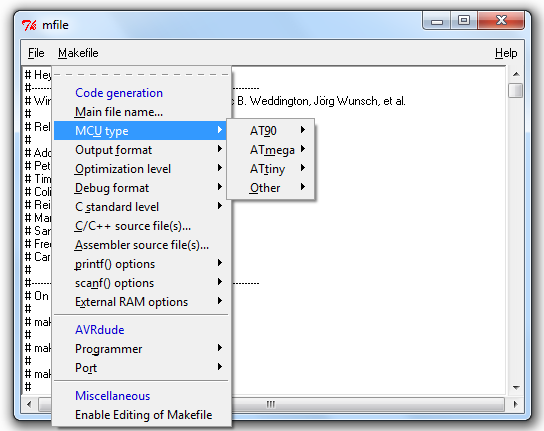 mfile
File Makefile Help
# Hey
Code generation
Main file name...
MCU type
Output format
Optimization level
Debug format
C standard level
C/C++ source file(s)...
Assembler source file(s)...
printf() options
scanf() options
External RAM options
AVRdude
Programmer
Port
Miscellaneous
Enable Editing of Makefile
AT90
ATmega
ATtiny
Other
#----------------------------------------------------------------------------
# Win B. Weddington, Jörg Wunsch, et al.
#
# Rel
#
# Ado
# Pet
# Tim
# Coli
# Rei
# Mar
# Sar
# Fred
# Car
#
#----------------------------------------------------------------------------
# On
#
# mak
#
# mak
#
# mak
#